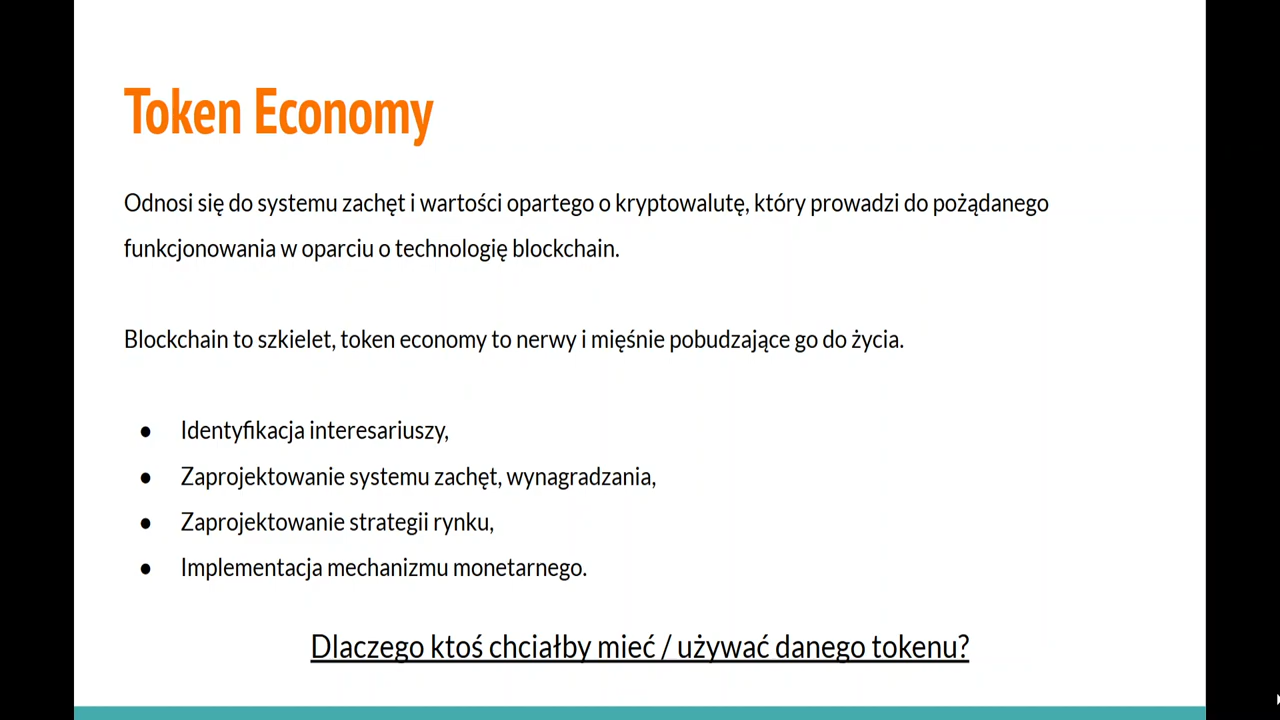 Token Economy
Odnosi się do systemu zachęt i wartości opartego o kryptowalutę, który prowadzi do pożądanego
funkcjonowania w oparciu o technologię blockchain.
Blockchain to szkielet, token economy to nerwy i mięśnie pobudzające go do życia.
● Identyfikacja interesariuszy,
● Zaprojektowanie systemu zachęt, wynagradzania,
● Zaprojektowanie strategii rynku,
● Implementacja mechanizmu monetarnego.
Dlaczego ktoś chciałby mieć / używać danego tokenu?